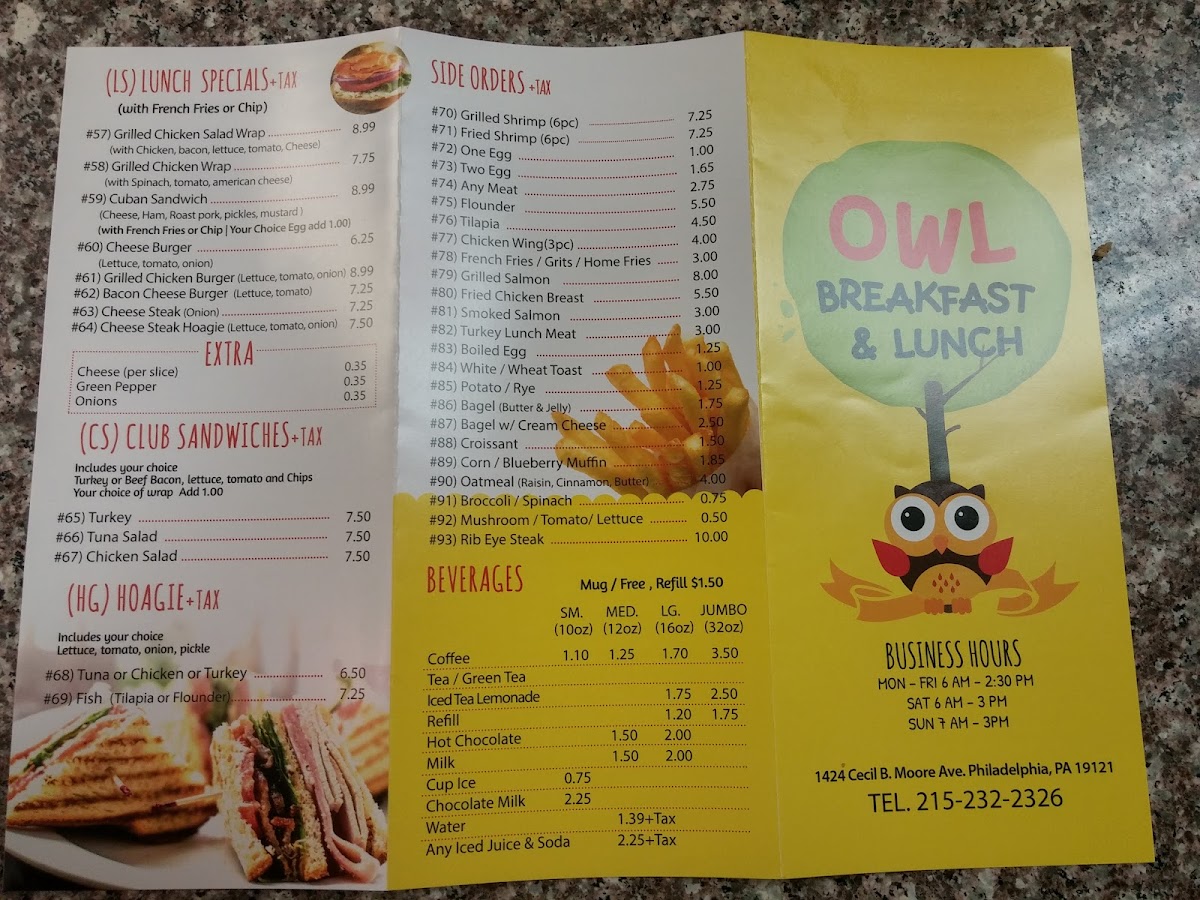 (LS) LUNCH SPECIALS+TAX
(with French Fries or Chip)
#57) Grilled Chicken Salad Wrap 8.99
(with Chicken, bacon, lettuce, tomato, Cheese)
#58) Grilled Chicken Wrap 7.75
(with Spinach, tomato, american cheese)
#59) Cuban Sandwich 8.99
(Cheese, Ham, Roast pork, pickles, mustard )
(with French Fries or Chip | Your Choice Egg add 1.00)
#60) Cheese Burger 6.25
(Lettuce, tomato, onion)
#61) Grilled Chicken Burger (Lettuce, tomato, onion) 8.99
#62) Bacon Cheese Burger (Lettuce, tomato) 7.25
#63) Cheese Steak (Onion) 7.25
#64) Cheese Steak Hoagie (Lettuce, tomato, onion) 7.50
EXTRA
Cheese (per slice) 0.35
Green Pepper 0.35
Onions 0.35
(CS) CLUB SANDWICHES+TAX
Includes your choice
Turkey or Beef Bacon, lettuce, tomato and Chips
Your choice of wrap Add 1.00
#65) Turkey 7.50
#66) Tuna Salad 7.50
#67) Chicken Salad 7.50
(HG) HOAGIE+TAX
Includes your choice
Lettuce, tomato, onion, pickle
#68) Tuna or Chicken or Turkey 6.50
#69) Fish (Tilapia or Flounder) 7.25
SIDE ORDERS +TAX
#70) Grilled Shrimp (6pc) 7.25
#71) Fried Shrimp (6pc) 7.25
#72) One Egg 1.00
#73) Two Egg 1.65
#74) Any Meat 2.75
#75) Flounder 5.50
#76) Tilapia 4.50
#77) Chicken Wing(3pc) 4.00
#78) French Fries / Grits / Home Fries 3.00
#79) Grilled Salmon 8.00
#80) Fried Chicken Breast 5.50
#81) Smoked Salmon 3.00
#82) Turkey Lunch Meat 3.00
#83) Boiled Egg 1.25
#84) White / Wheat Toast 1.00
#85) Potato / Rye 1.25
#86) Bagel (Butter & Jelly) 1.75
#87) Bagel w/ Cream Cheese 2.50
#88) Croissant 1.50
#89) Corn / Blueberry Muffin 1.85
#90) Oatmeal (Raisin, Cinnamon, Butter) 4.00
#91) Broccoli / Spinach 0.75
#92) Mushroom / Tomato/ Lettuce 0.50
#93) Rib Eye Steak 10.00
BEVERAGES Mug / Free , Refill $1.50
SM. MED. LG. JUMBO
(10oz) (12oz) (16oz) (32oz)
Coffee 1.10 1.25 1.70 3.50
Tea / Green Tea
Iced Tea Lemonade 1.75 2.50
Refill 1.20 1.75
Hot Chocolate 1.50 2.00
Milk 1.50 2.00
Cup Ice 0.75
Chocolate Milk 2.25
Water 1.39+Tax
Any Iced Juice & Soda 2.25+Tax
OWL
BREAKFAST
& LUNCH
BUSINESS HOURS
MON - FRI 6 AM - 2:30 PM
SAT 6 AM - 3 PM
SUN 7 AM - 3PM
1424 Cecil B. Moore Ave. Philadelphia, PA 19121
TEL. 215-232-2326